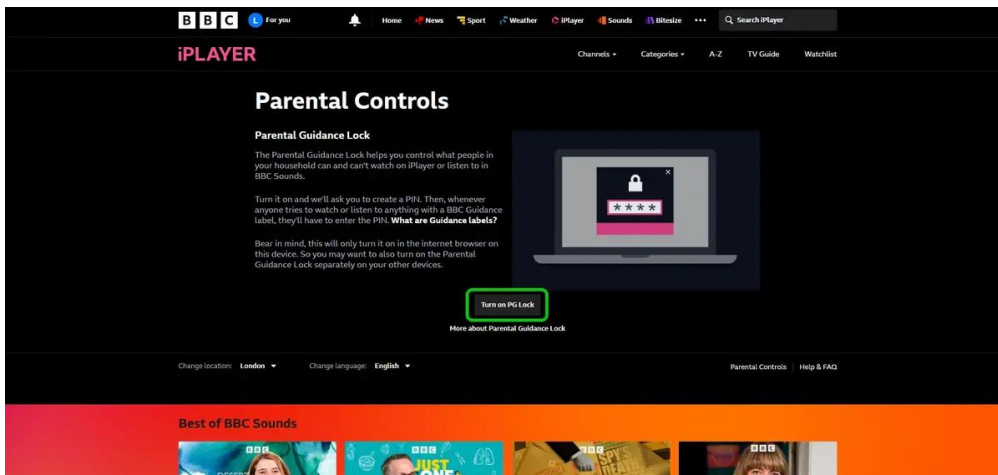 BBC L For you Home News Sport Weather iPlayer Sounds Bitesize ••• Search iPlayer
iPLAYER Channels Categories A-Z TV Guide Watchlist
Parental Controls
Parental Guidance Lock
The Parental Guidance Lock helps you control what people in
your household can and can't watch on iPlayer or listen to in
BBC Sounds.
Turn it on and we'll ask you to create a PIN. Then, whenever
anyone tries to watch or listen to anything with a BBC Guidance
label, they'll have to enter the PIN. What are Guidance labels?
Bear in mind, this will only turn it on in the internet browser on
this device. So you may want to also turn on the Parental
Guidance Lock separately on your other devices.
* * * *
Turn on PG Lock
More about Parental Guidance Lock
Change location: London Change language: English Parental Controls Help & FAQ
Best of BBC Sounds
BBC BBC BBC BBC
DESERT JUST SPY'S
ONE DEATH